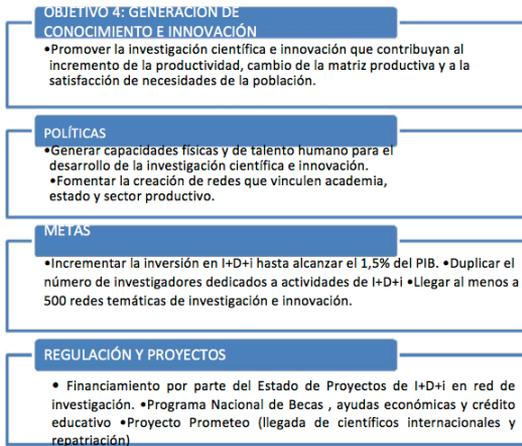 OBJETIVO 4: GENERACIÓN DE
CONOCIMIENTO E INNOVACIÓN
•Promover la investigación científica e innovación que contribuyan al
incremento de la productividad, cambio de la matriz productiva y a la
satisfacción de necesidades de la población.
POLÍTICAS
•Generar capacidades físicas y de talento humano para el
desarrollo de la investigación científica e innovación.
•Fomentar la creación de redes que vinculen academia,
estado y sector productivo.
METAS
•Incrementar la inversión en I+D+i hasta alcanzar el 1,5% del PIB. •Duplicar el
número de investigadores dedicados a actividades de I+D+i •Llegar al menos a
500 redes temáticas de investigación e innovación.
REGULACIÓN Y PROYECTOS
• Financiamiento por parte del Estado de Proyectos de I+D+i en red de
investigación. •Programa Nacional de Becas , ayudas económicas y crédito
educativo •Proyecto Prometeo (llegada de científicos internacionales y
repatriación)